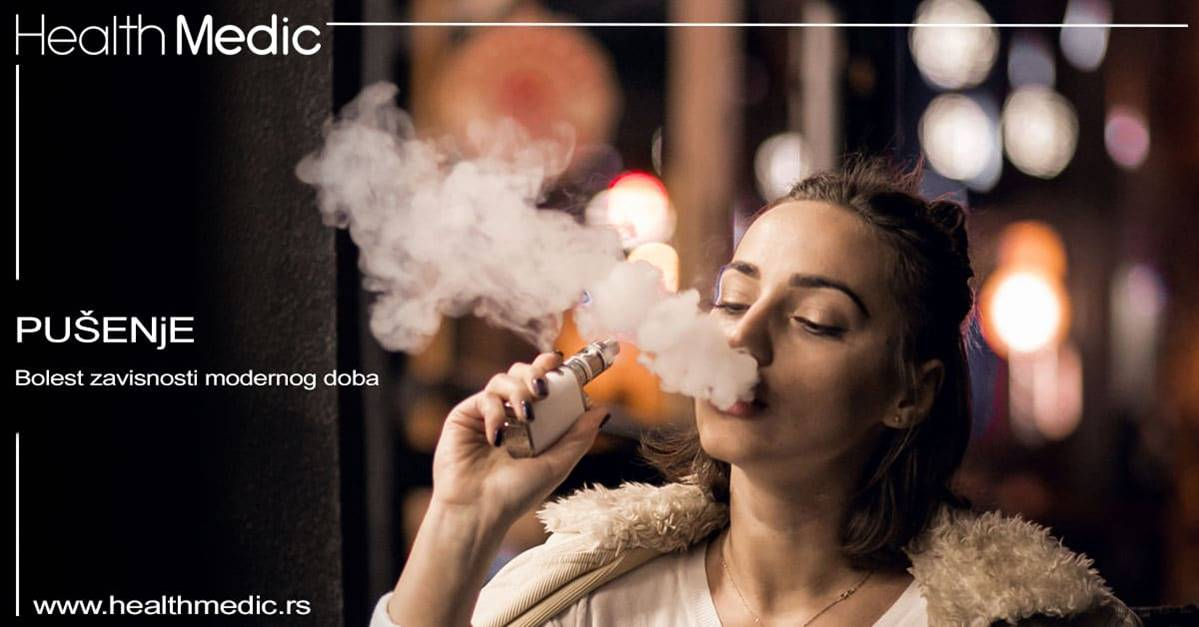 Health Medic
PUŠENjE
Bolest zavisnosti modernog doba
www.healthmedic.rs